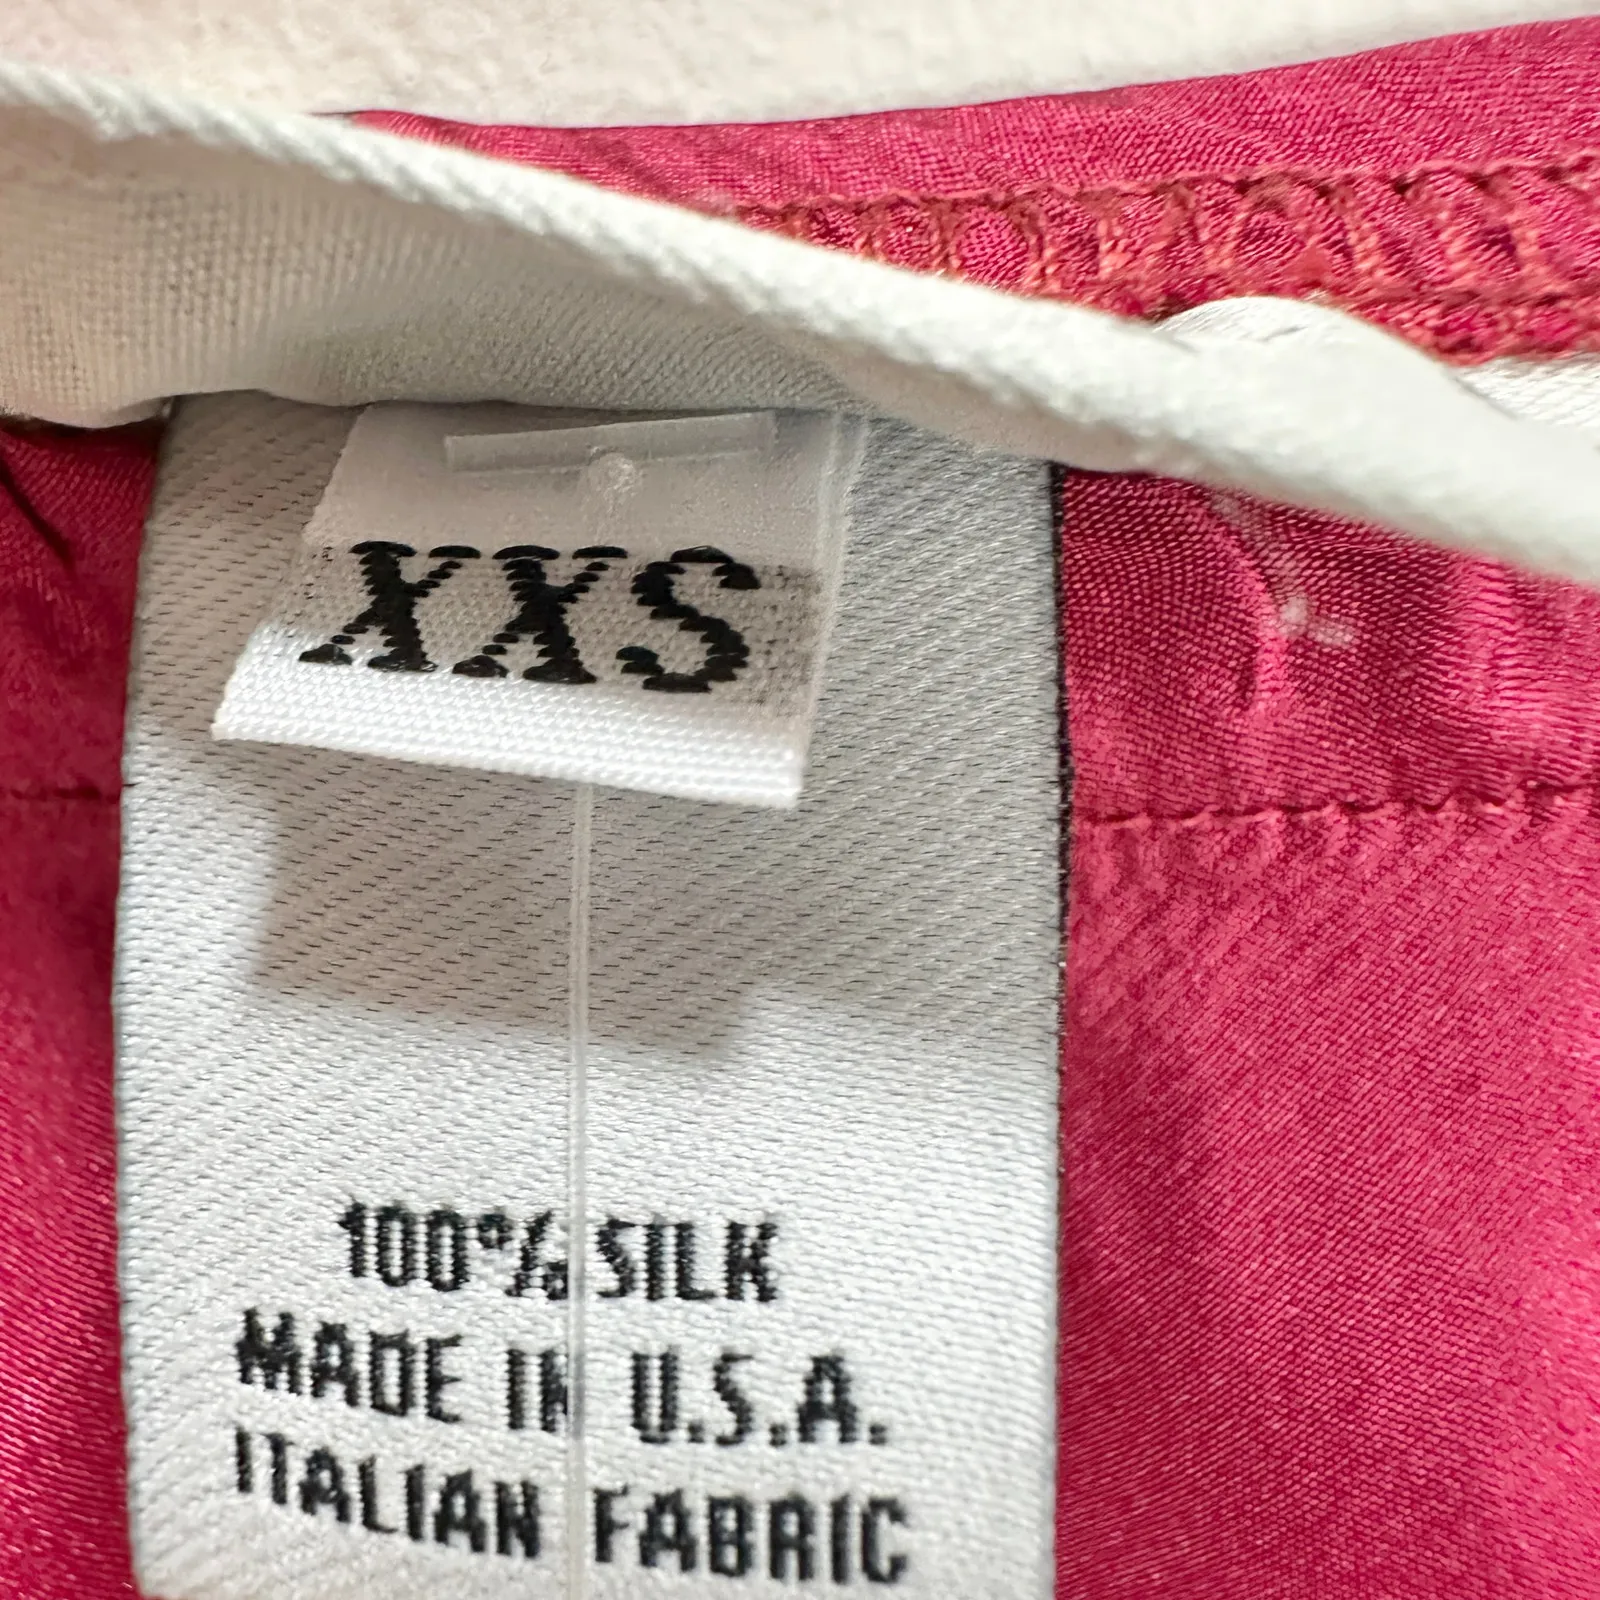 XXS
100% SILK
MADE IN U.S.A.
ITALIAN FABRIC